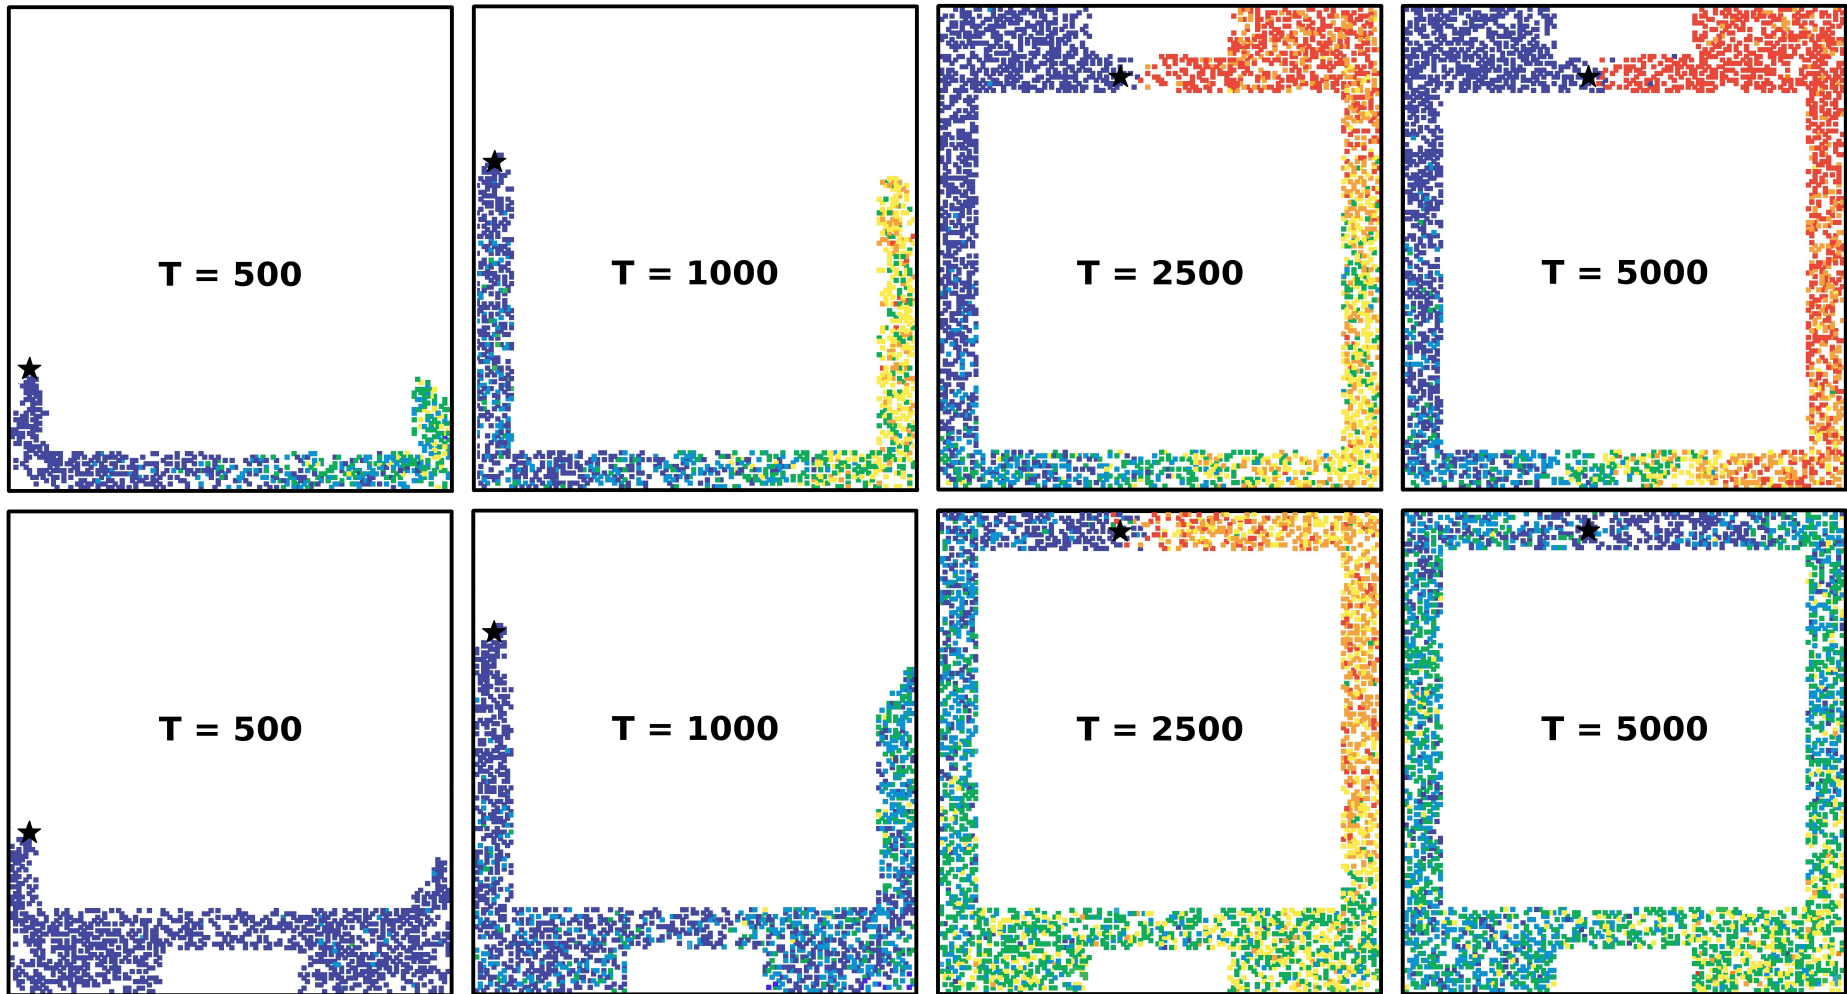 T = 500
T = 1000
T = 2500
T = 5000
T = 500
T = 1000
T = 2500
T = 5000